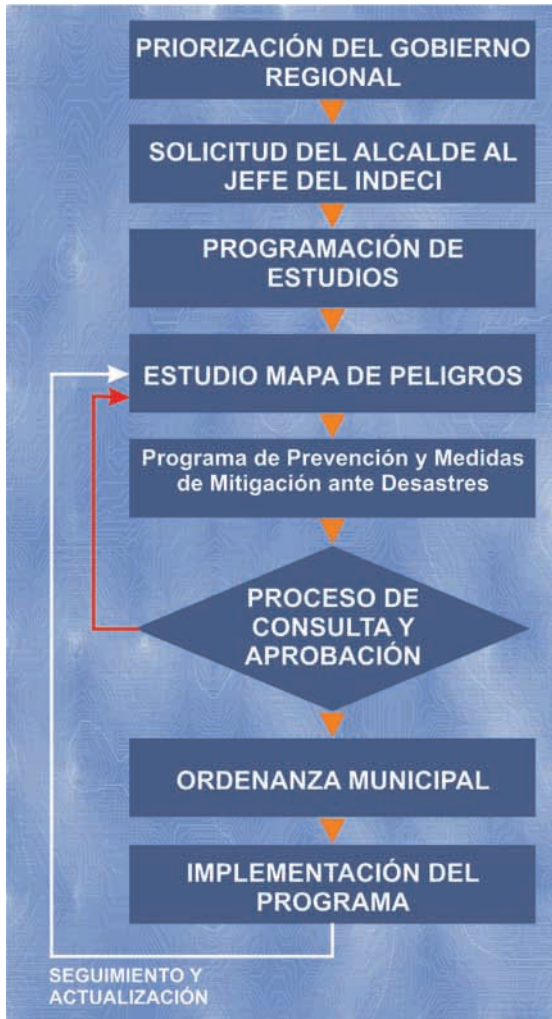 PRIORIZACIÓN DEL GOBIERNO
REGIONAL
SOLICITUD DEL ALCALDE AL
JEFE DEL INDECI
PROGRAMACIÓN DE
ESTUDIOS
ESTUDIO MAPA DE PELIGROS
Programa de Prevención y Medidas
de Mitigación ante Desastres
PROCESO DE
CONSULTA Y
APROBACIÓN
ORDENANZA MUNICIPAL
IMPLEMENTACIÓN DEL
PROGRAMA
SEGUIMIENTO Y
ACTUALIZACIÓN